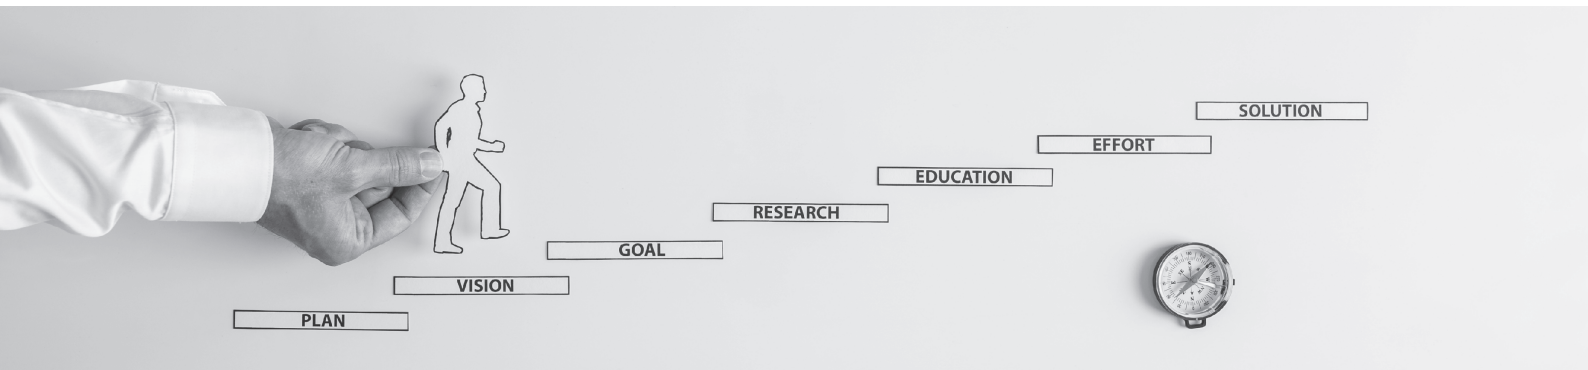 PLAN
VISION
GOAL
RESEARCH
EDUCATION
EFFORT
SOLUTION